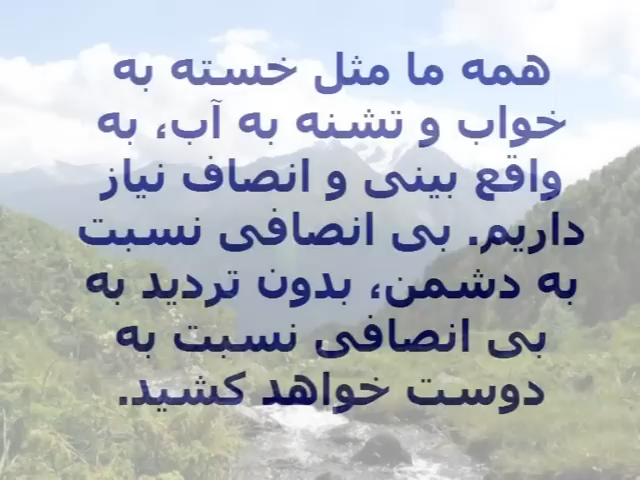 همه ما مثل خسته به
خواب و تشنه به آب، به
واقع بینی و انصاف نیاز
داریم. بی انصافی نسبت
به دشمن، بدون تردید به
بی انصافی نسبت به
دوست خواهد کشید.